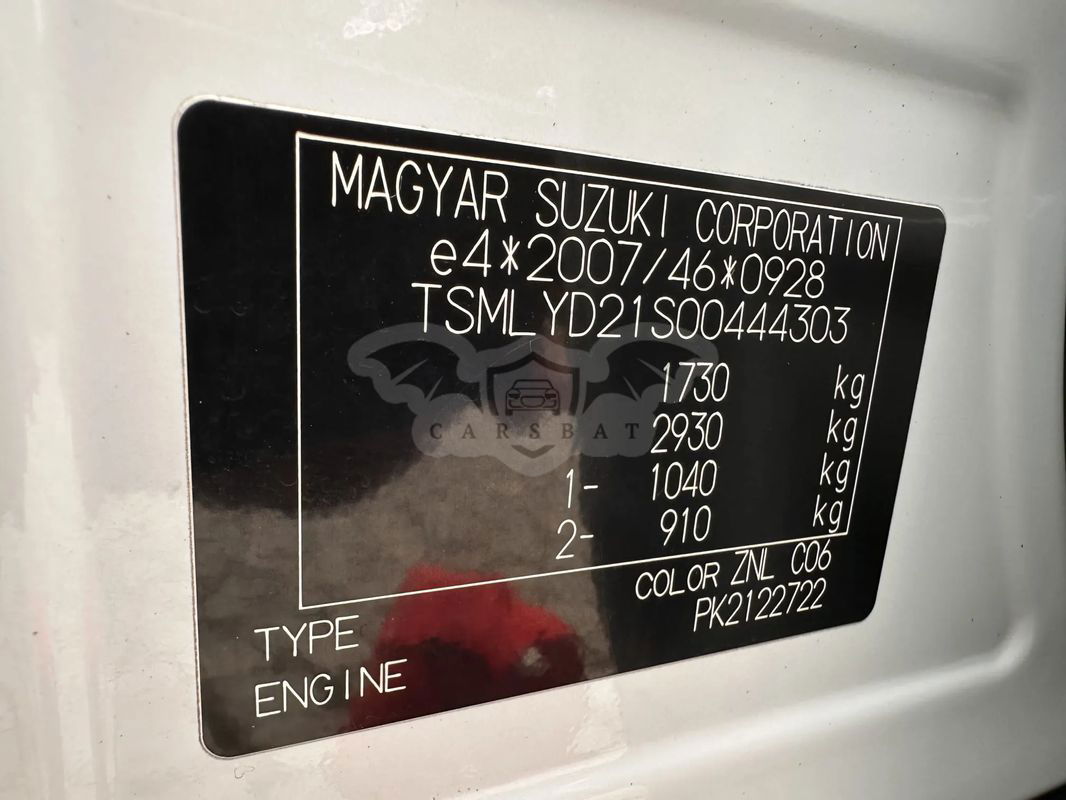 MAGYAR SUZUKI CORPORATION
e4*2007/46*0928
TSMLYD21S00444303
1730 kg
2930 kg
1- 1040 kg
2- 910 kg
COLOR ZNL C06
TYPE PK2122722
ENGINE
CARSBAT